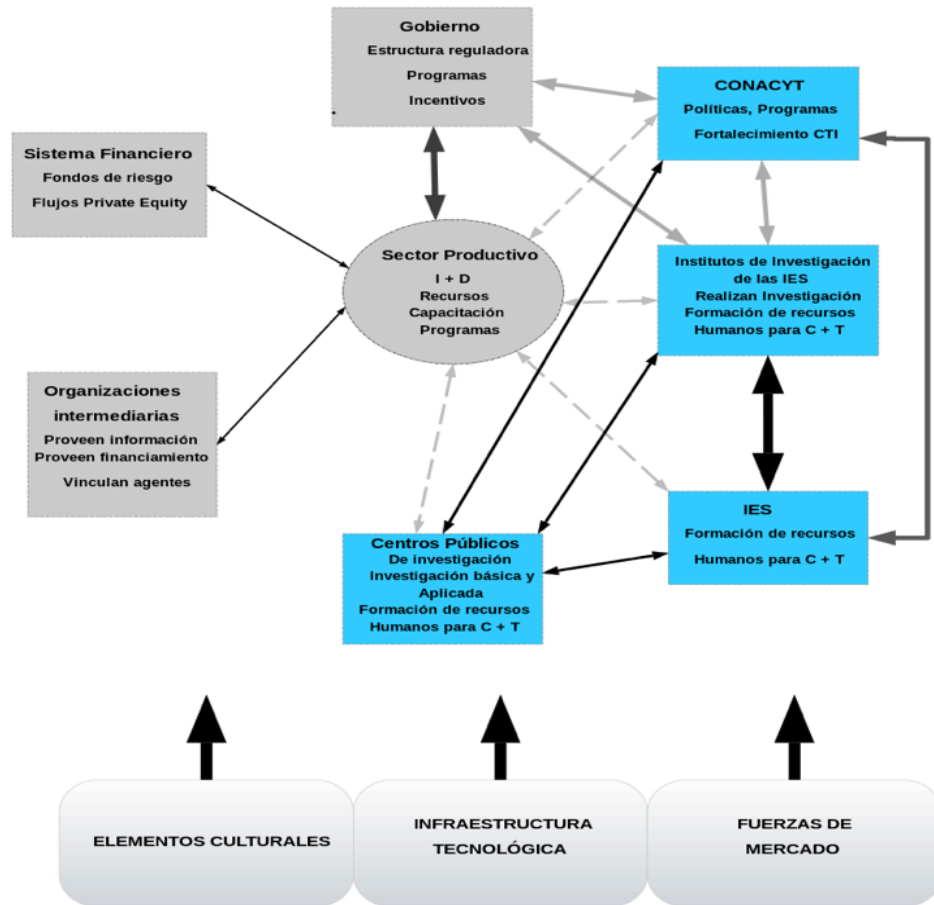 Gobierno
Estructura reguladora
Programas
Incentivos
CONACYT
Políticas, Programas
Fortalecimiento CTI
Sistema Financiero
Fondos de riesgo
Flujos Private Equity
Sector Productivo
I + D
Recursos
Capacitación
Programas
Institutos de Investigación
de las IES
Realizan Investigación
Formación de recursos
Humanos para C + T
Organizaciones
intermediarias
Proveen información
Proveen financiamiento
Vinculan agentes
IES
Formación de recursos
Humanos para C + T
Centros Públicos
De investigación
Investigación básica y
Aplicada
Formación de recursos
Humanos para C + T
ELEMENTOS CULTURALES
INFRAESTRUCTURA
TECNOLÓGICA
FUERZAS DE
MERCADO